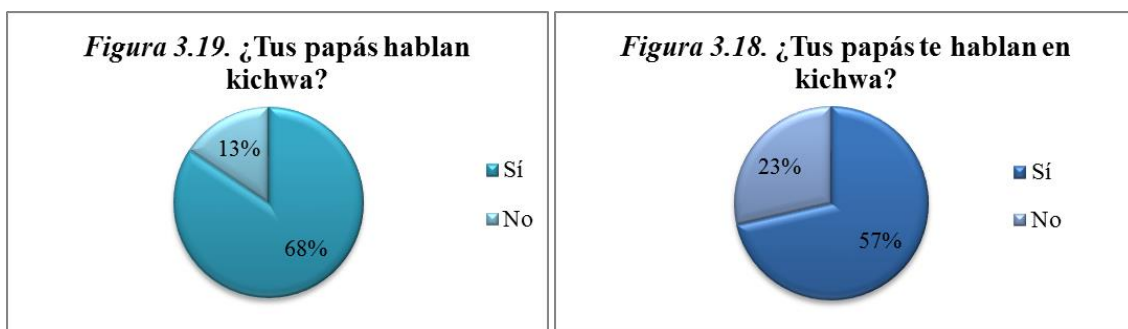 Figura 3.19. ¿Tus papás hablan
kichwa?
13%
68%
Sí
No
Figura 3.18. ¿Tus papás te hablan en
kichwa?
23%
57%
Sí
No